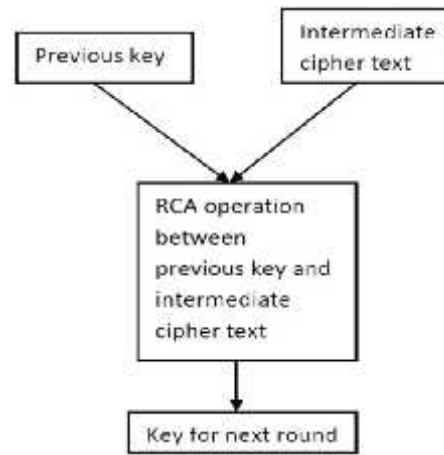 Previous key
Intermediate
cipher text
RCA operation
between
previous key and
intermediate
cipher text
Key for next round